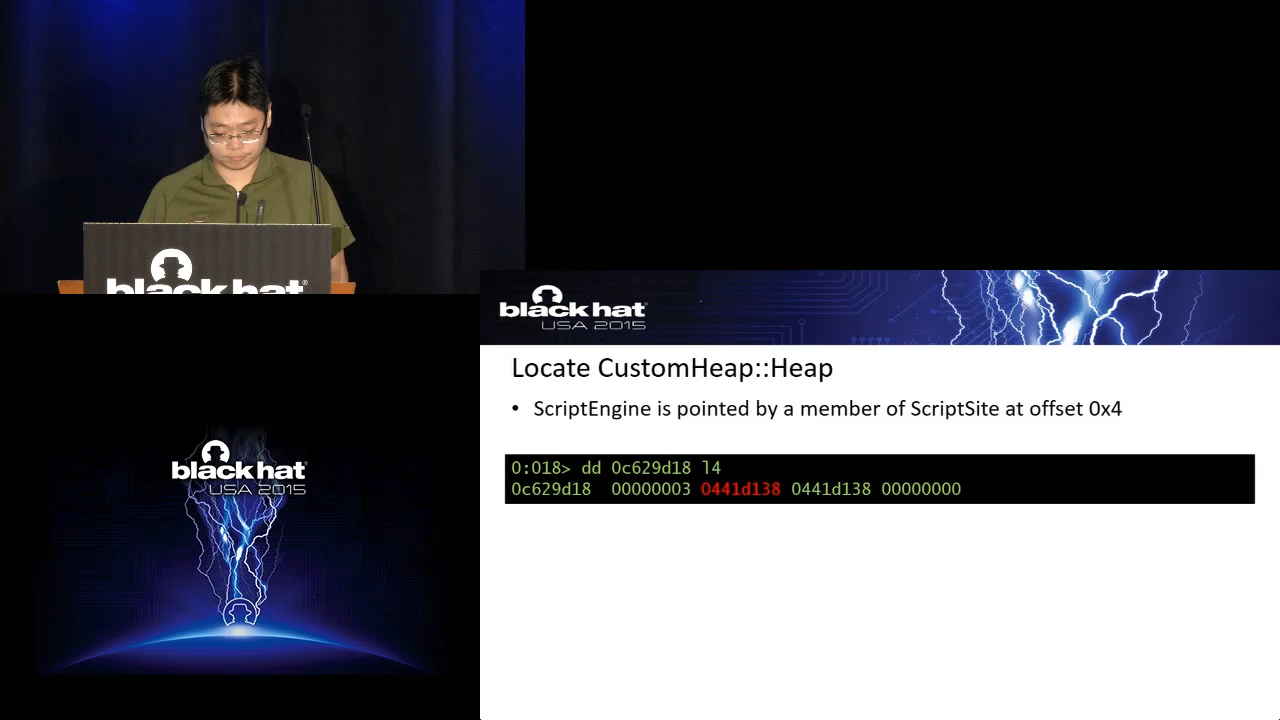 black hat®
black hat®
USA 2015
Locate CustomHeap::Heap
• ScriptEngine is pointed by a member of ScriptSite at offset 0x4
0:018> dd 0c629d18 l4
0c629d18  00000003 0441d138 0441d138 00000000
black hat®
USA 2015